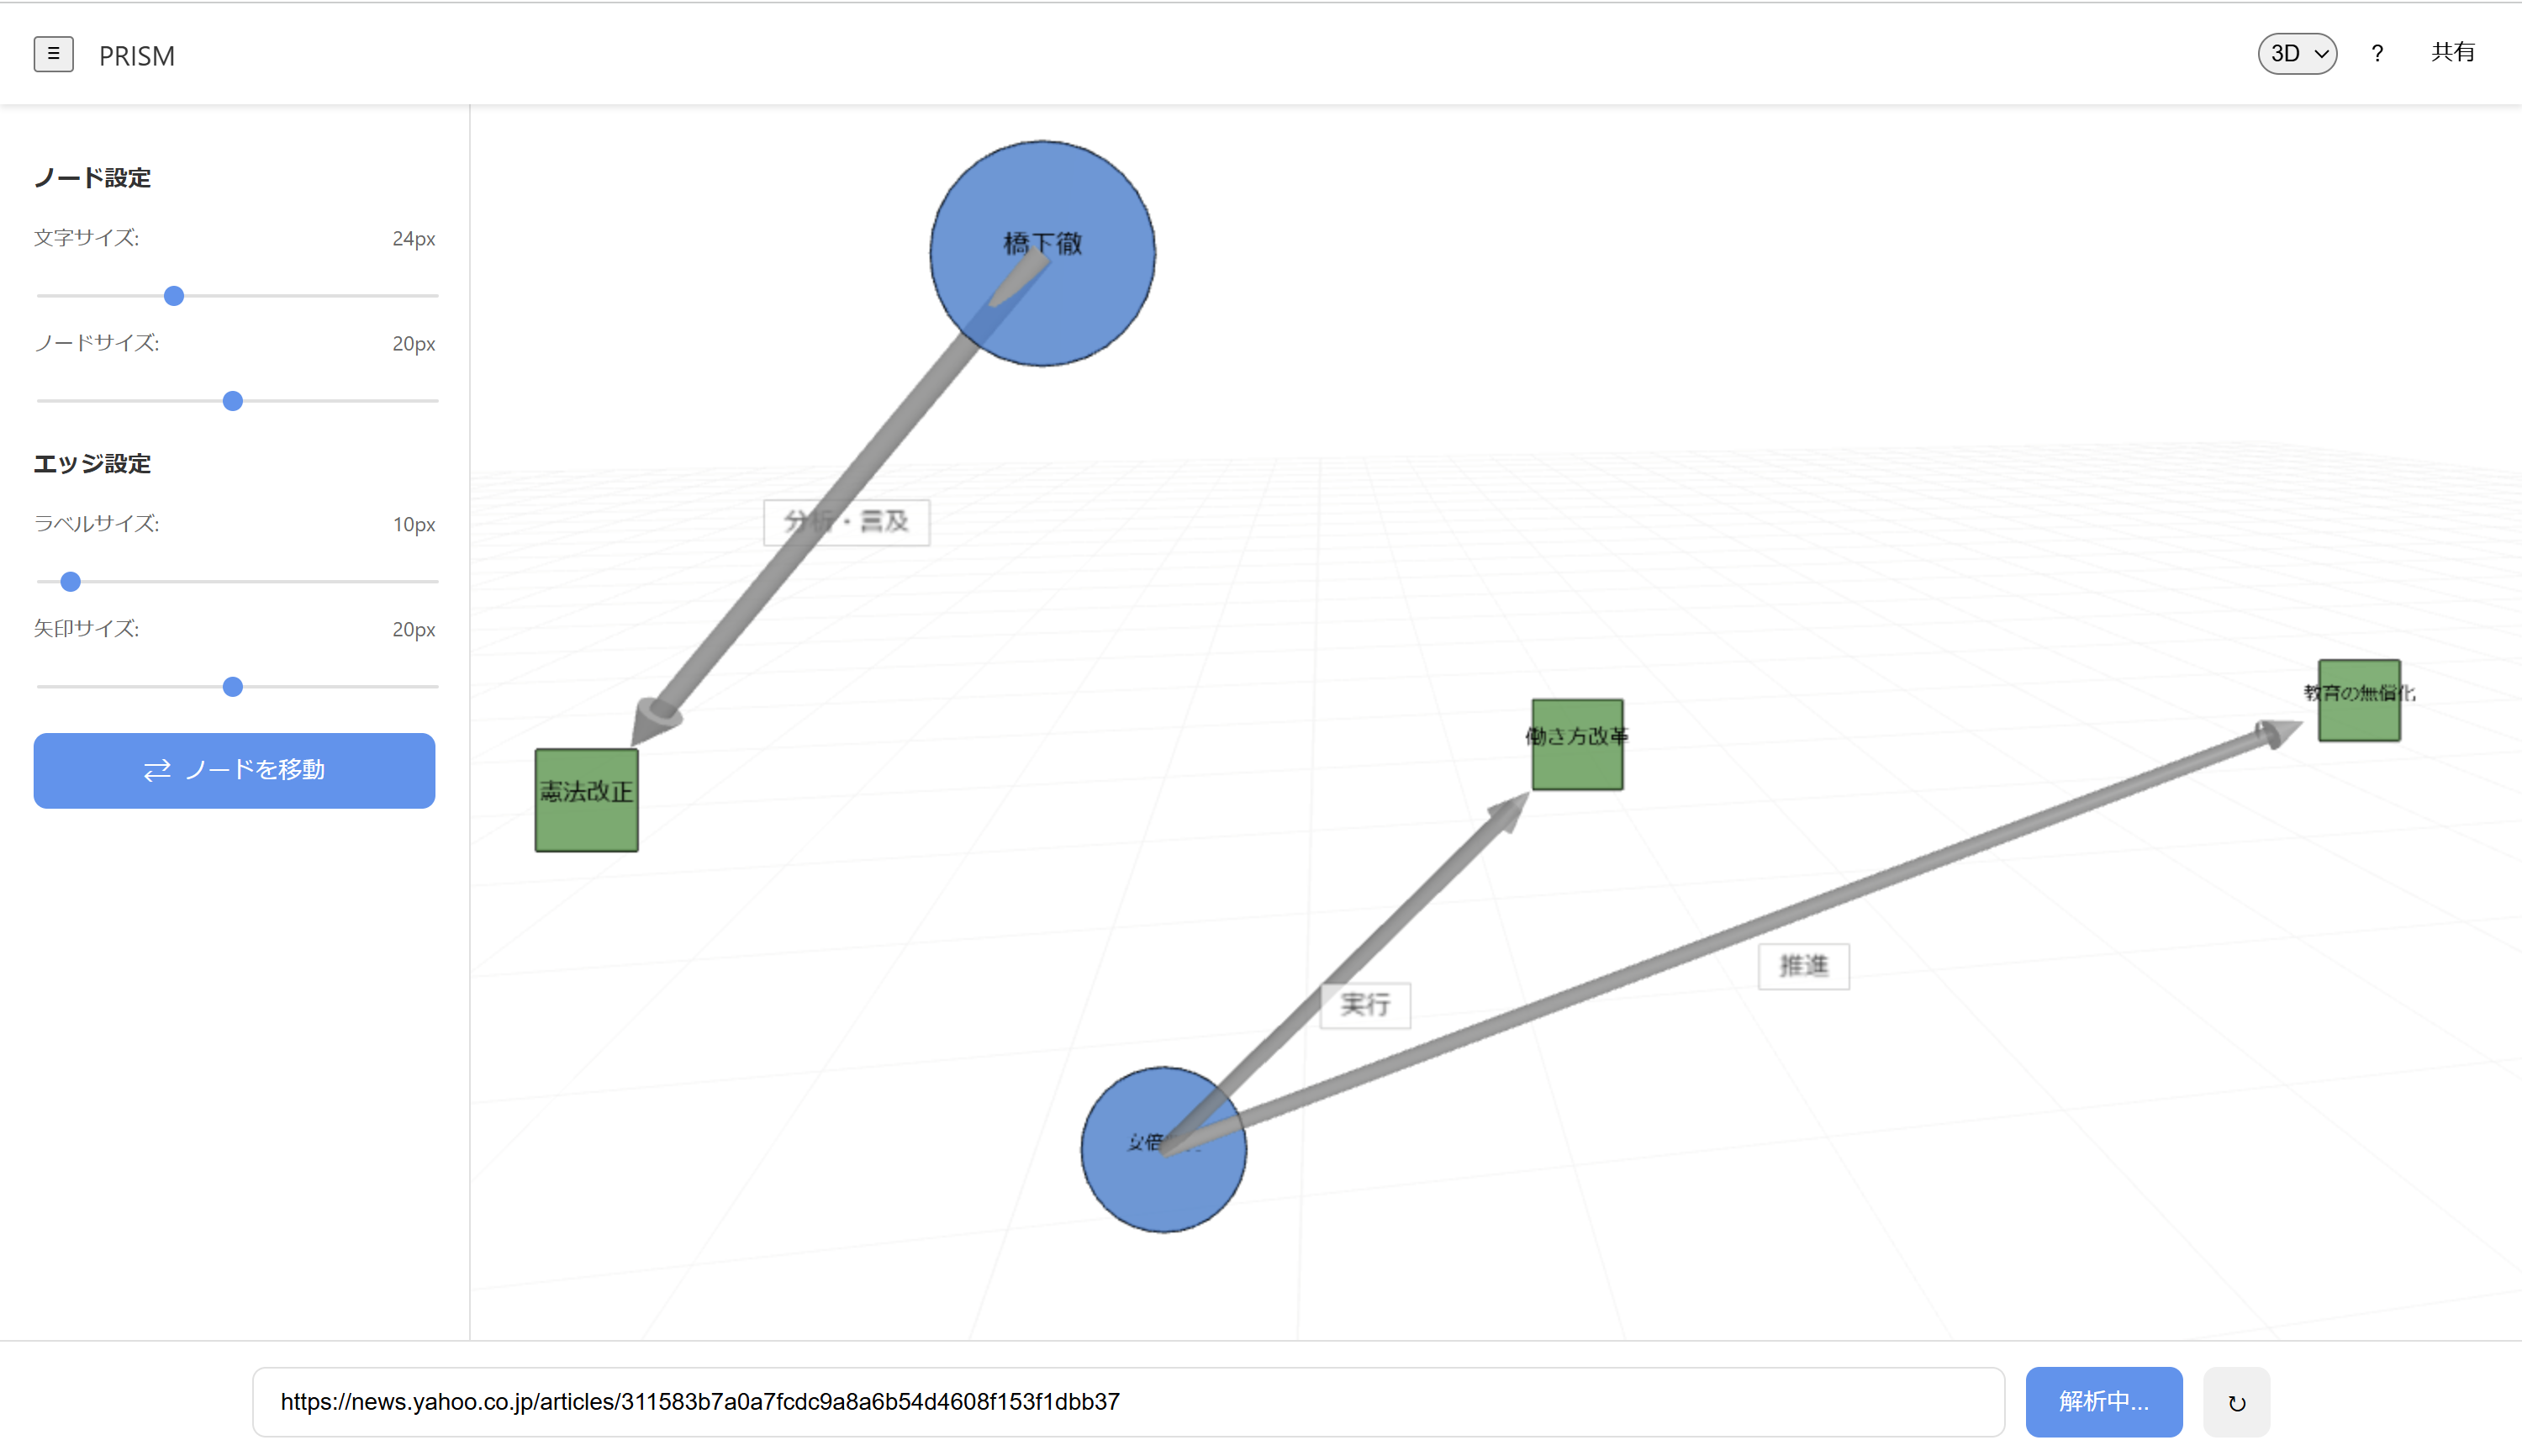 ☰ PRISM 3D ? 共有
ノード設定
文字サイズ: 24px
ノードサイズ: 20px
エッジ設定
ラベルサイズ: 10px
矢印サイズ: 20px
⇄ ノードを移動
橋下徹
分析・言及
憲法改正
働き方改革
教育の無償化
推進
実行
安倍
https://news.yahoo.co.jp/articles/311583b7a0a7fcdc9a8a6b54d4608f153f1dbb37
解析中... ↻